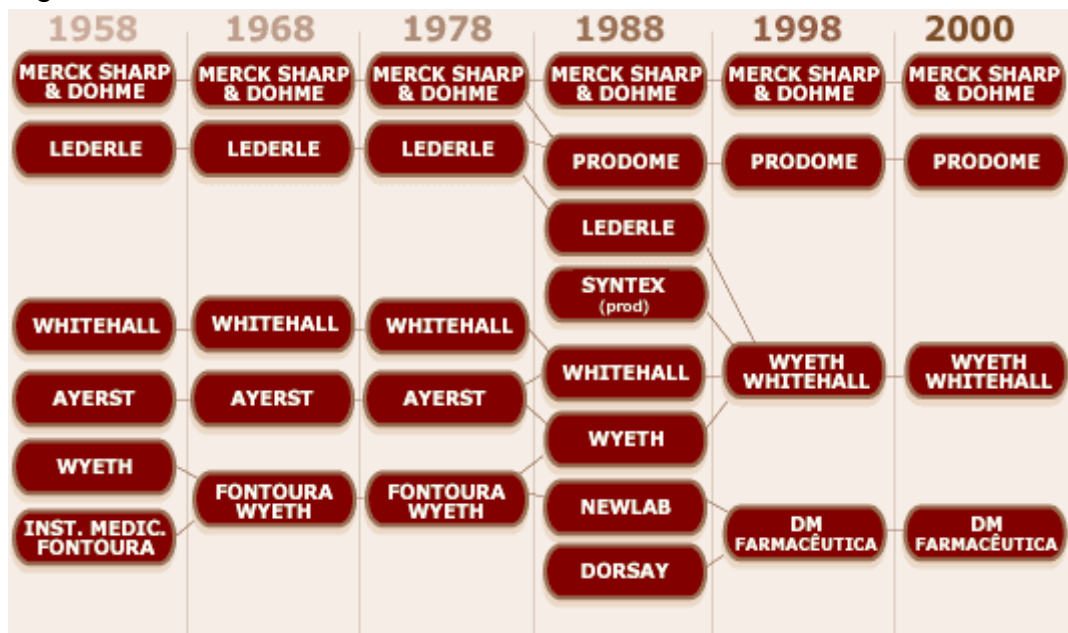 1958 1968 1978 1988 1998 2000
MERCK SHARP
& DOHME
MERCK SHARP
& DOHME
MERCK SHARP
& DOHME
MERCK SHARP
& DOHME
MERCK SHARP
& DOHME
MERCK SHARP
& DOHME
LEDERLE
LEDERLE
LEDERLE
PRODOME
PRODOME
PRODOME
LEDERLE
SYNTEX
(prod)
WHITEHALL
WHITEHALL
WHITEHALL
WHITEHALL
WYETH
WHITEHALL
WYETH
WHITEHALL
AYERST
AYERST
AYERST
WYETH
WYETH
FONTOURA
WYETH
FONTOURA
WYETH
NEWLAB
INST. MEDIC.
FONTOURA
DM
FARMACÊUTICA
DM
FARMACÊUTICA
DORSAY